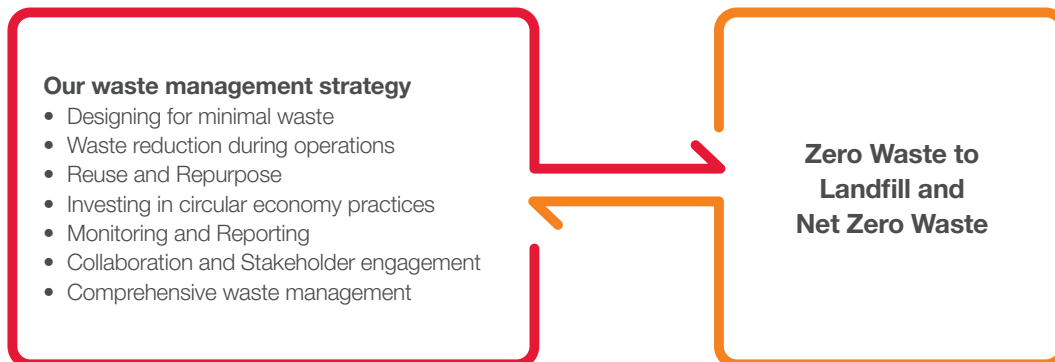 Our waste management strategy
• Designing for minimal waste
• Waste reduction during operations
• Reuse and Repurpose
• Investing in circular economy practices
• Monitoring and Reporting
• Collaboration and Stakeholder engagement
• Comprehensive waste management
Zero Waste to
Landfill and
Net Zero Waste